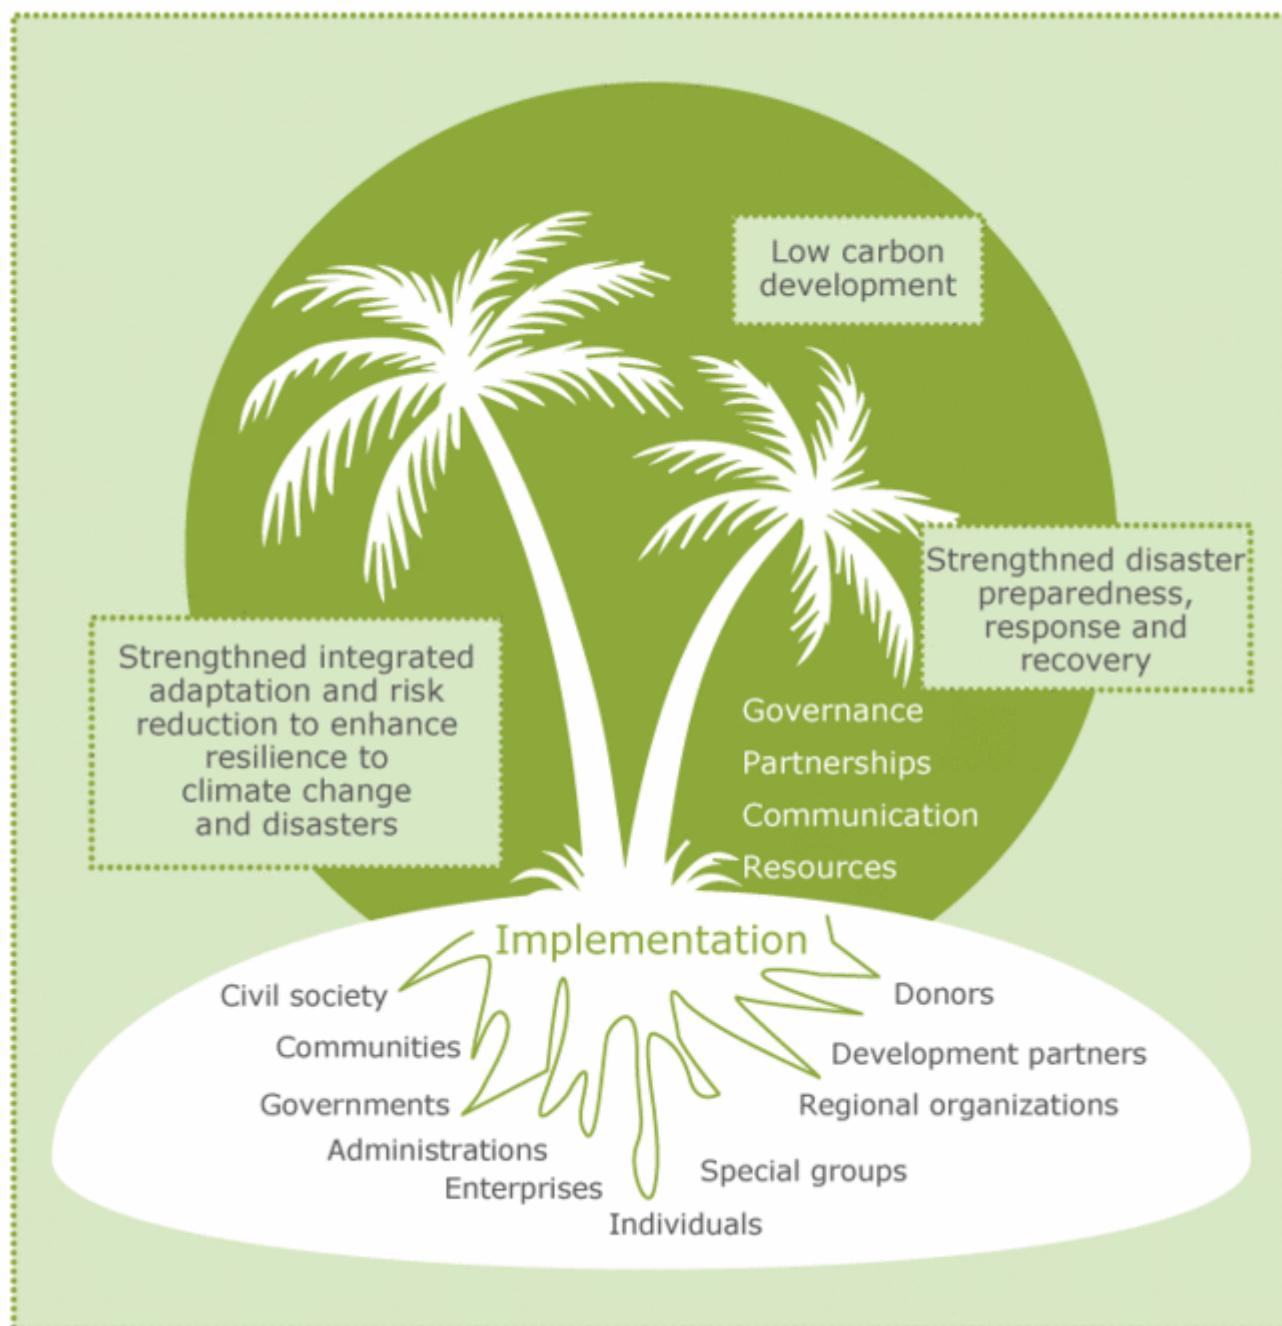 Low carbon
development
Strengthned disaster
preparedness,
response and
recovery
Strengthned integrated
adaptation and risk
reduction to enhance
resilience to
climate change
and disasters
Governance
Partnerships
Communication
Resources
Implementation
Civil society
Communities
Governments
Administrations
Enterprises
Individuals
Special groups
Regional organizations
Development partners
Donors